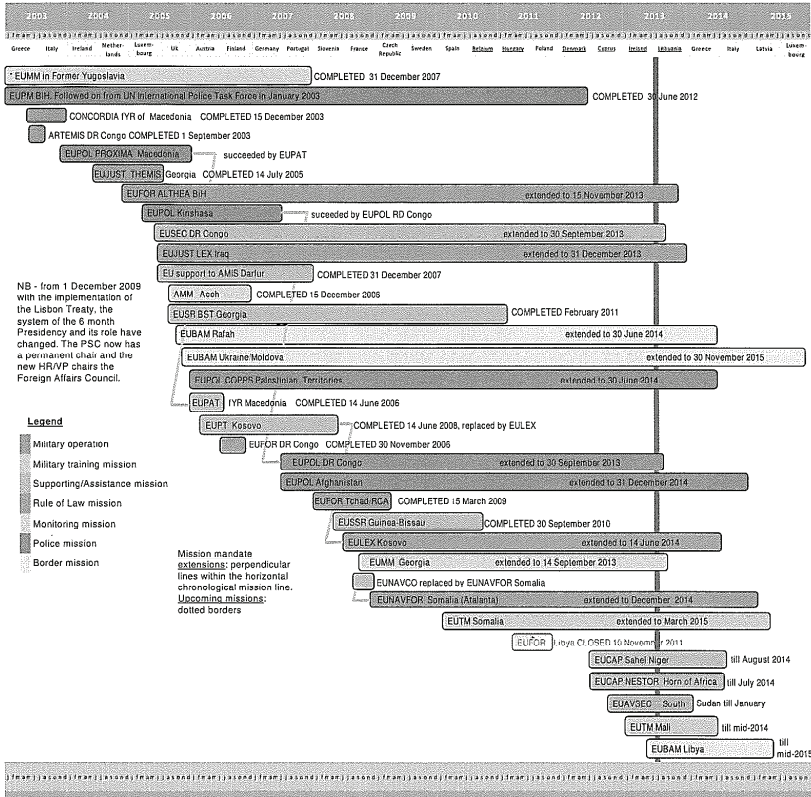 2003 2004 2005 2006 2007 2008 2009 2010 2011 2012 2013 2014 2015
Greece Italy Ireland Nether-lands Luxem-bourg Uk Austria Finland Germany Portugal Slovenia France Czech Republic Sweden Spain Belgium Hungary Poland Denmark Cyprus Ireland Lithuania Greece Italy Latvia Luxem-bourg
* EUMM in Former Yugoslavia COMPLETED 31 December 2007
EUPM BIH. Followed on from UN International Police Task Force in January 2003 COMPLETED 30 June 2012
CONCORDIA fYR of Macedonia COMPLETED 15 December 2003
ARTEMIS DR Congo COMPLETED 1 September 2003
EUPOL PROXIMA Macedonia succeeded by EUPAT
EUJUST THEMIS Georgia COMPLETED 14 July 2005
EUFOR ALTHEA BiH extended to 15 November 2013
EUPOL Kinshasa suceeded by EUPOL RD Congo
EUSEC DR Congo extended to 30 September 2013
EUJUST LEX Iraq extended to 31 December 2013
EU support to AMIS Darfur COMPLETED 31 December 2007
AMM Aceh COMPLETED 15 December 2006
EUSR BST Georgia COMPLETED February 2011
EUBAM Rafah extended to 30 June 2014
EUBAM Ukraine/Moldova extended to 30 November 2015
EUPOL COPPS Palestinian Territories extended to 30 June 2014
EUPAT fYR Macedonia COMPLETED 14 June 2006
EUPT Kosovo COMPLETED 14 June 2008, replaced by EULEX
EUFOR DR Congo COMPLETED 30 November 2006
EUPOL DR Congo extended to 30 September 2013
EUPOL Afghanistan extended to 31 December 2014
EUFOR Tchad/RCA COMPLETED 15 March 2009
EUSSR Guinea-Bissau COMPLETED 30 September 2010
EULEX Kosovo extended to 14 June 2014
EUMM Georgia extended to 14 September 2013
EUNAVCO replaced by EUNAVFOR Somalia
EUNAVFOR Somalia (Atalanta) extended to December 2014
EUTM Somalia extended to March 2015
EUFOR Libya CLOSED 10 November 2011
EUCAP Sahel Niger till August 2014
EUCAP NESTOR Horn of Africa till July 2014
EUAVSEC South Sudan till January
EUTM Mali till mid-2014
EUBAM Libya till
mid-2015
NB - from 1 December 2009
with the implementation of
the Lisbon Treaty, the
system of the 6 month
Presidency and its role have
changed. The PSC now has
a permanent chair and the
new HR/VP chairs the
Foreign Affairs Council.
Legend
Military operation
Military training mission
Supporting/Assistance mission
Rule of Law mission
Monitoring mission
Police mission
Border mission
Mission mandate
extensions: perpendicular
lines within the horizontal
chronological mission line.
Upcoming missions:
dotted borders